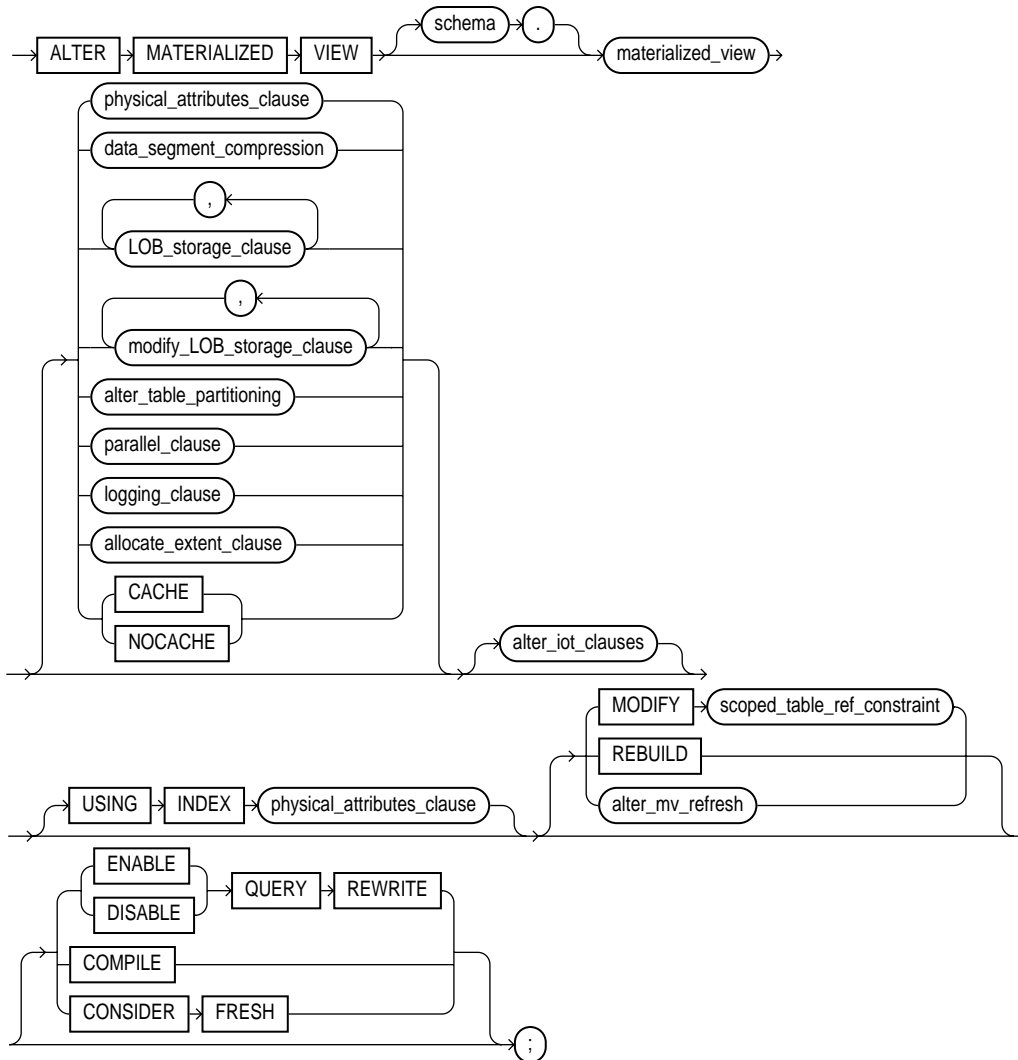 schema .
ALTER MATERIALIZED VIEW materialized_view
physical_attributes_clause
data_segment_compression
,
LOB_storage_clause
,
modify_LOB_storage_clause
alter_table_partitioning
parallel_clause
logging_clause
allocate_extent_clause
CACHE
NOCACHE
alter_iot_clauses
MODIFY scoped_table_ref_constraint
REBUILD
USING INDEX physical_attributes_clause
alter_mv_refresh
ENABLE
QUERY REWRITE
DISABLE
COMPILE
CONSIDER FRESH
;